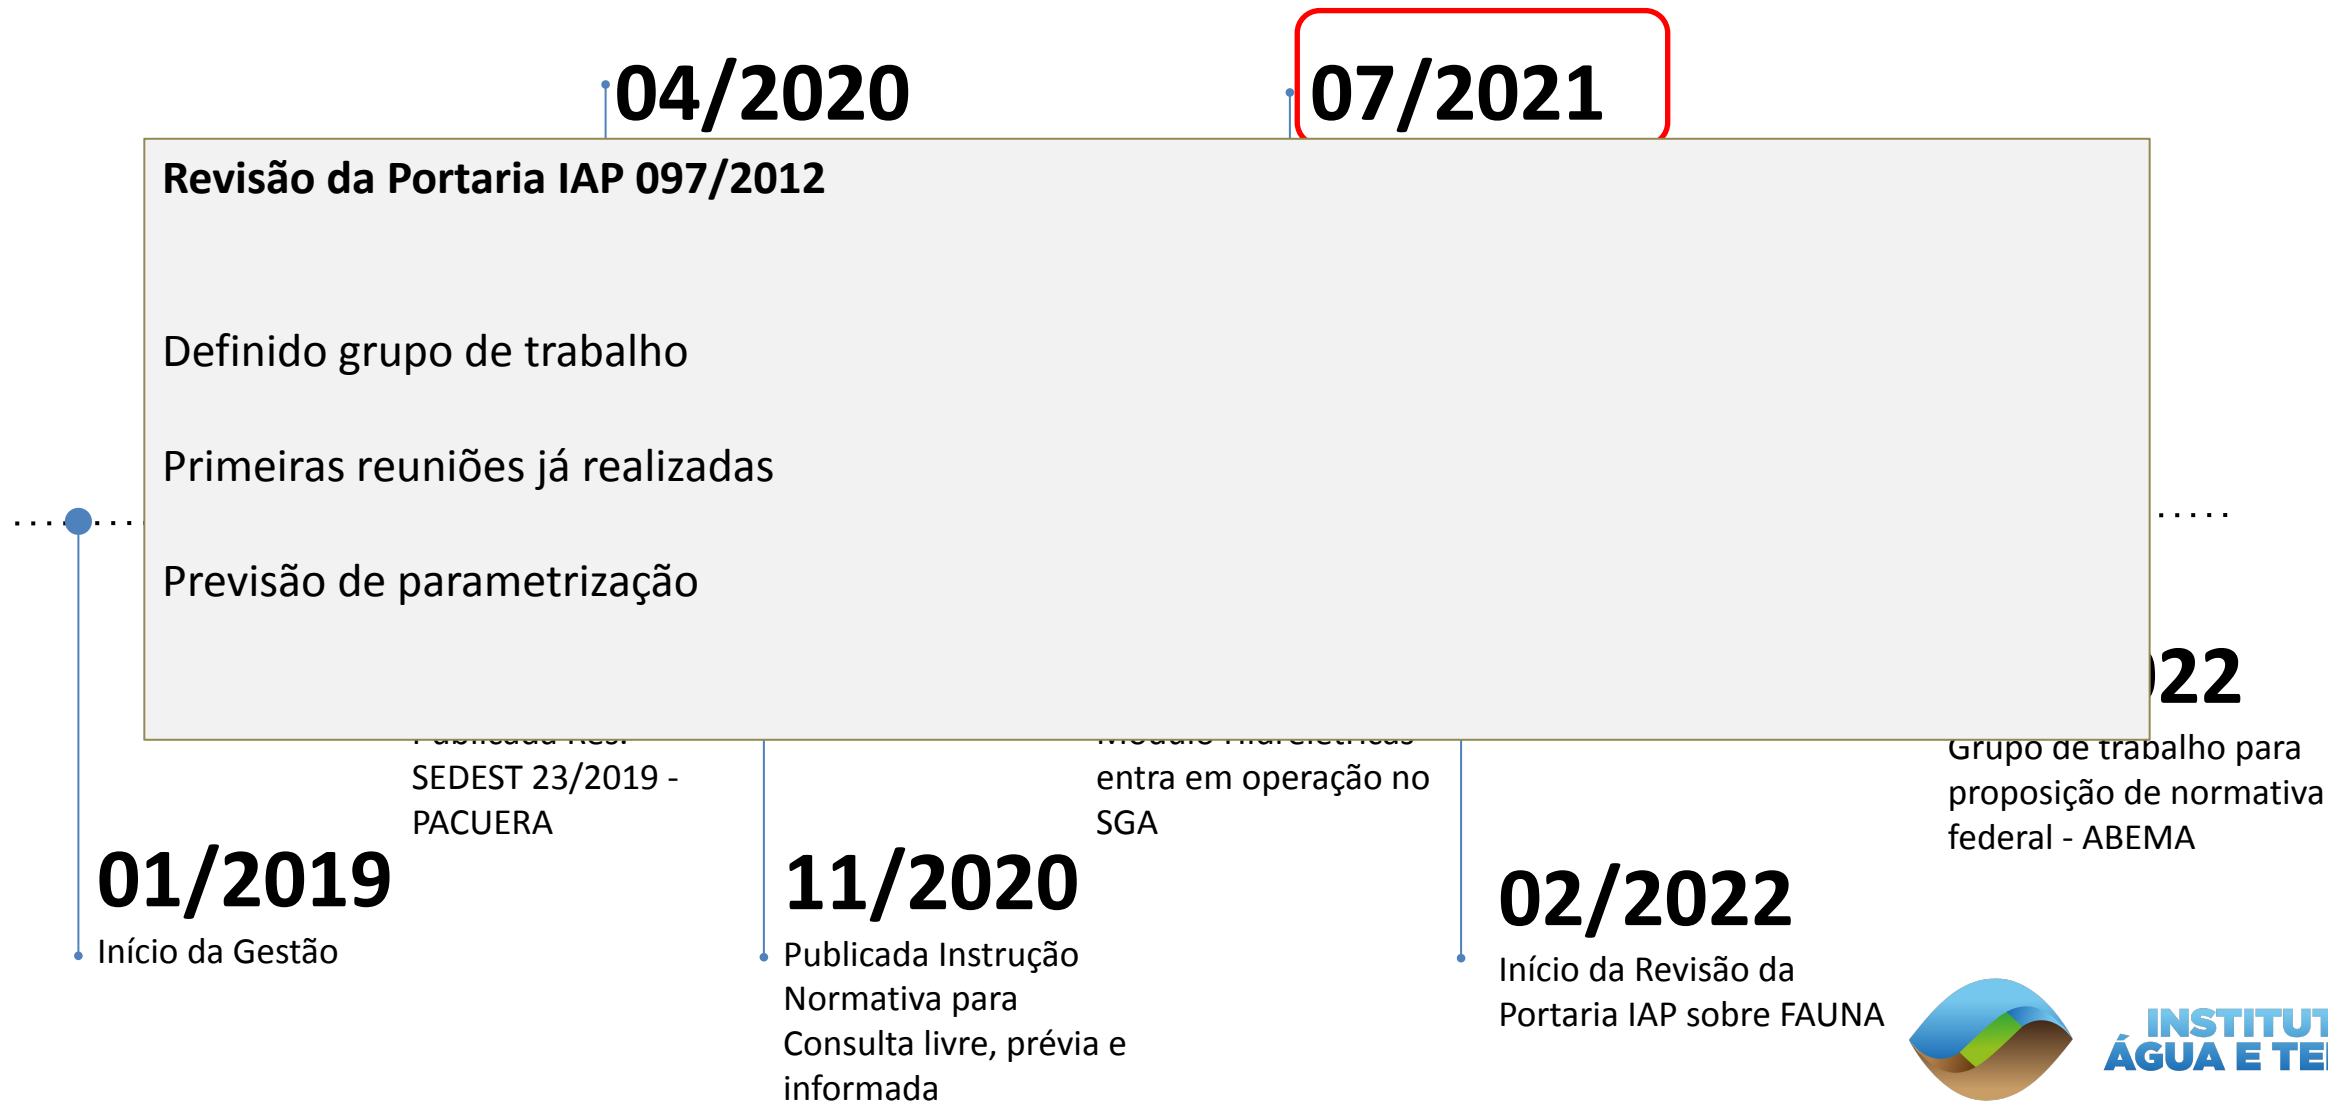 04/2020
07/2021
Revisão da Portaria IAP 097/2012
Definido grupo de trabalho
Primeiras reuniões já realizadas
Previsão de parametrização
22
SEDEST 23/2019 -
PACUERA
entra em operação no
SGA
Grupo de trabalho para
proposição de normativa
federal - ABEMA
01/2019
Início da Gestão
11/2020
Publicada Instrução
Normativa para
Consulta livre, prévia e
informada
02/2022
Início da Revisão da
Portaria IAP sobre FAUNA
ÁGUA E